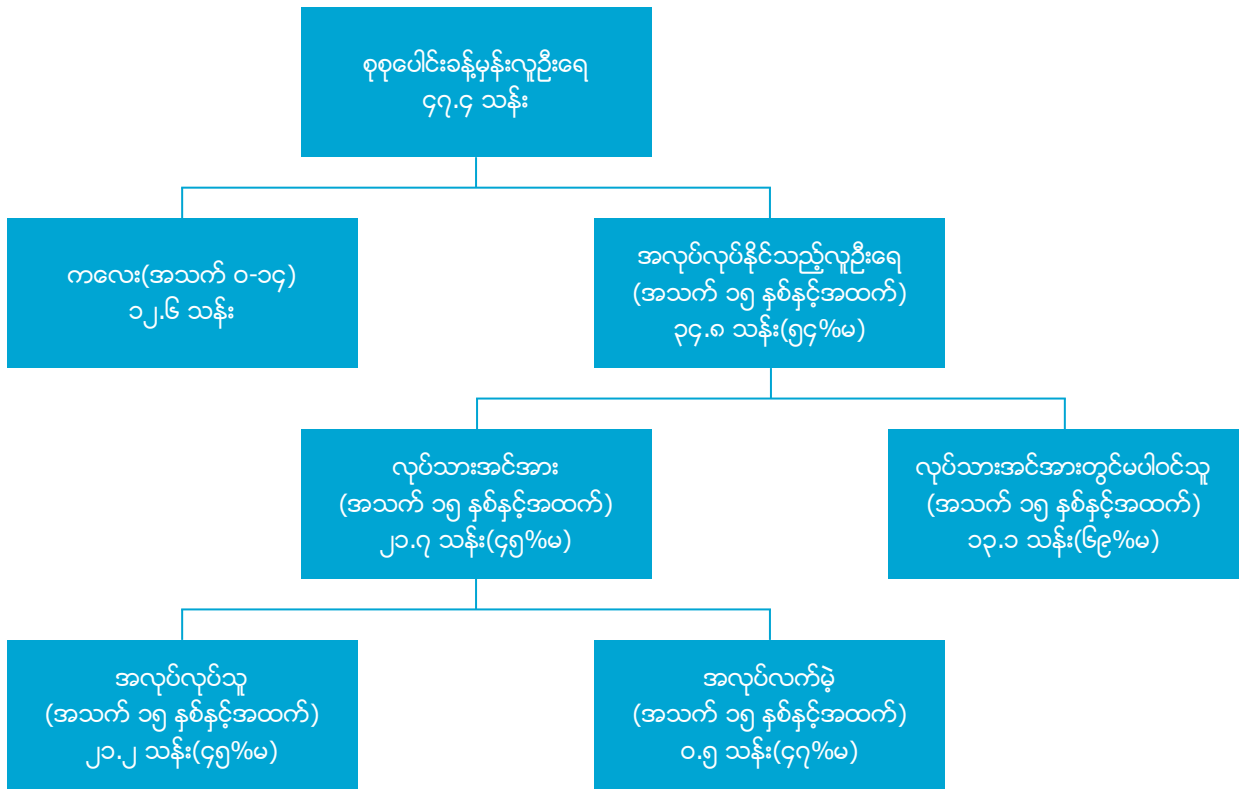 စုစုပေါင်းခန့်မှန်းလူဦးရေ
၄၇.၄ သန်း
ကလေး(အသက် ၀-၁၄)
၁၂.၆ သန်း
အလုပ်လုပ်နိုင်သည့်လူဦးရေ
(အသက် ၁၅ နှစ်နှင့်အထက်)
၃၄.၈ သန်း(၅၄%မ)
လုပ်သားအင်အား
(အသက် ၁၅ နှစ်နှင့်အထက်)
၂၁.၇ သန်း(၄၅%မ)
လုပ်သားအင်အားတွင်မပါဝင်သူ
(အသက် ၁၅ နှစ်နှင့်အထက်)
၁၃.၁ သန်း(၆၉%မ)
အလုပ်လုပ်သူ
(အသက် ၁၅ နှစ်နှင့်အထက်)
၂၁.၂ သန်း(၄၅%မ)
အလုပ်လက်မဲ့
(အသက် ၁၅ နှစ်နှင့်အထက်)
၀.၅ သန်း(၄၇%မ)